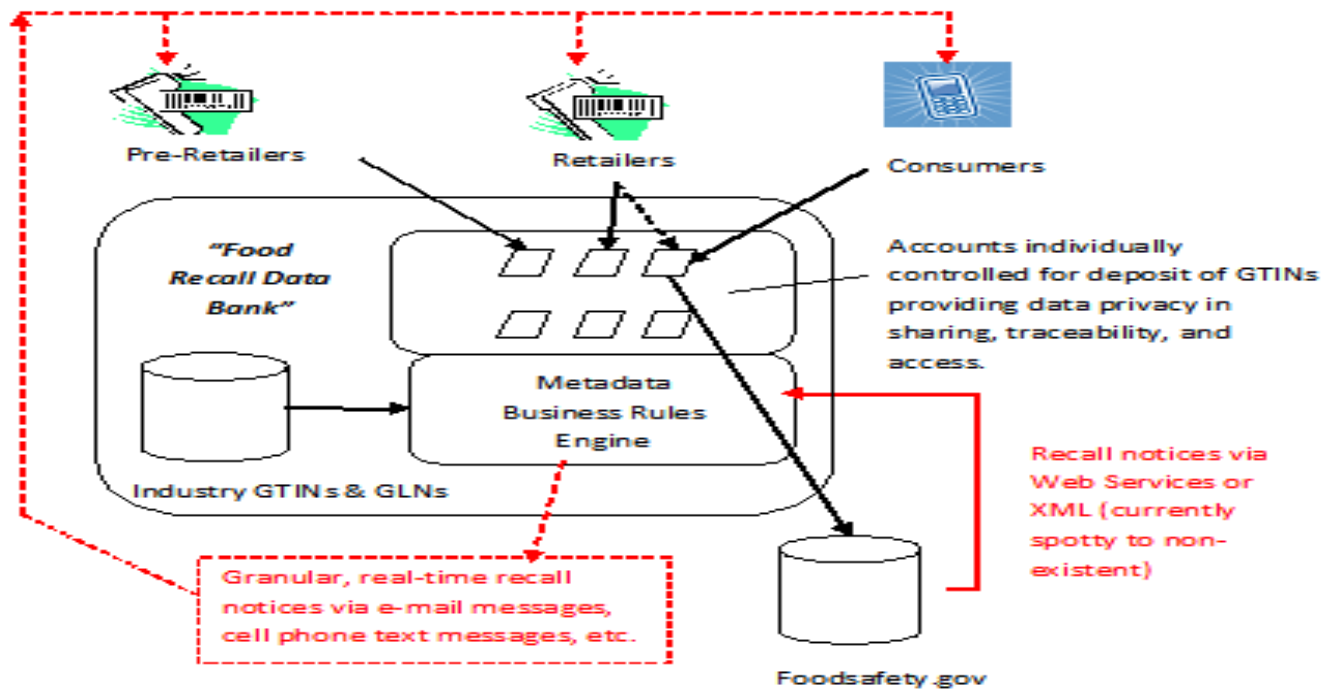 Pre-Retailers
Retailers
Consumers
"Food
Recall Data
Bank"
Accounts individually
controlled for deposit of GTINs
providing data privacy in
sharing, traceability, and
access.
Metadata
Business Rules
Engine
Industry GTINs & GLNs
Recall notices via
Web Services or
XML (currently
spotty to non-
existent)
Granular, real-time recall
notices via e-mail messages,
cell phone text messages, etc.
Foodsafety.gov